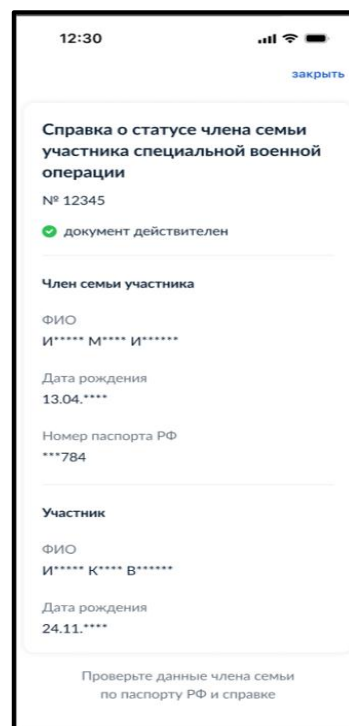 12:30
закрыть
Справка о статусе члена семьи
участника специальной военной
операции
№ 12345
документ действителен
Член семьи участника
ФИО
И***** М**** И******
Дата рождения
13.04.****
Номер паспорта РФ
***784
Участник
ФИО
И***** К**** В******
Дата рождения
24.11.****
Проверьте данные члена семьи
по паспорту РФ и справке